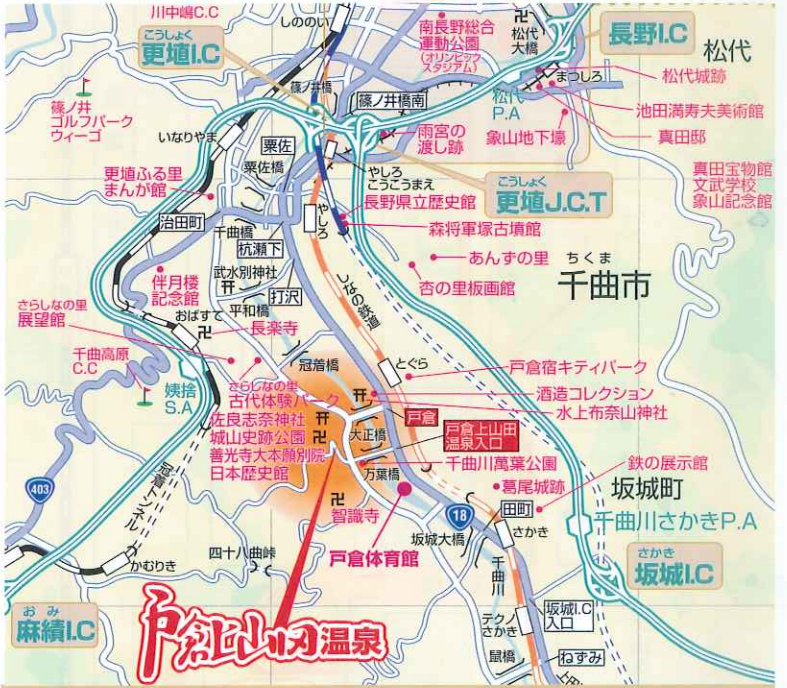 川中嶋C.C
しののい
南長野総合
運動公園
(オリンピック
スタジアム)
松代
大橋
長野I.C
松代
こうしょく
更埴I.C
篠ノ井橋
篠ノ井橋南
まつしろ
松代
P.A
松代城跡
池田満寿夫美術館
真田邸
象山地下壕
篠ノ井
ゴルフパーク
ウィーゴ
いなりやま
粟佐
粟佐橋
雨宮の
渡し跡
やしろ
こうこうまえ
こうしょく
更埴J.C.T
真田宝物館
文武学校
象山記念館
更埴ふる里
まんが館
長野県立歴史館
森将軍塚古墳館
やしろ
治田町
千曲橋
杭瀬下
武水別神社
打沢
あんずの里
杏の里板画館
ちくま
千曲市
伴月楼
記念館
しなの鉄道
さらしなの里
展望館
おばすて
平和橋
長楽寺
千曲高原
C.C
姨捨
S.A
冠着橋
とぐら
戸倉宿キティパーク
さらしなの里
古代体験パーク
佐良志奈神社
城山史跡公園
善光寺大本願別院
日本歴史館
酒造コレクション
水上布奈山神社
戸倉
大正橋
戸倉上山田
温泉入口
万葉橋
千曲川萬葉公園
鉄の展示館
葛尾城跡
坂城町
千曲川さかきP.A
403
冠着トンネル
智識寺
戸倉体育館
18
田町
さかき
坂城大橋
千曲川
四十八曲峠
かむりき
さかき
坂城I.C
おみ
麻績I.C
戸倉上山田温泉
テクノ
さかき
坂城I.C
入口
鼠橋
ねずみ
上田